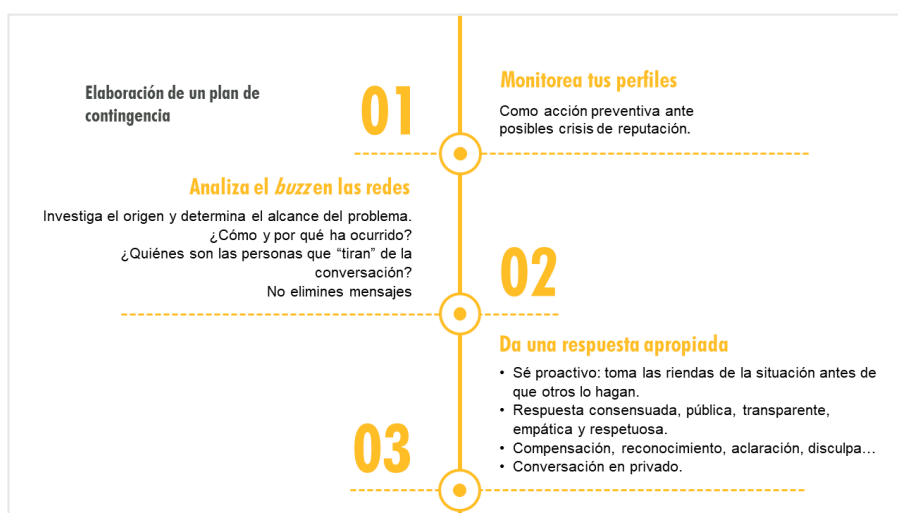 Elaboración de un plan de
contingencia
01
Monitorea tus perfiles
Como acción preventiva ante
posibles crisis de reputación.
Analiza el buzz en las redes
Investiga el origen y determina el alcance del problema.
¿Cómo y por qué ha ocurrido?
¿Quiénes son las personas que “tiran” de la
conversación?
No elimines mensajes
02
Da una respuesta apropiada
• Sé proactivo: toma las riendas de la situación antes de
que otros lo hagan.
• Respuesta consensuada, pública, transparente,
empática y respetuosa.
• Compensación, reconocimiento, aclaración, disculpa…
• Conversación en privado.
03